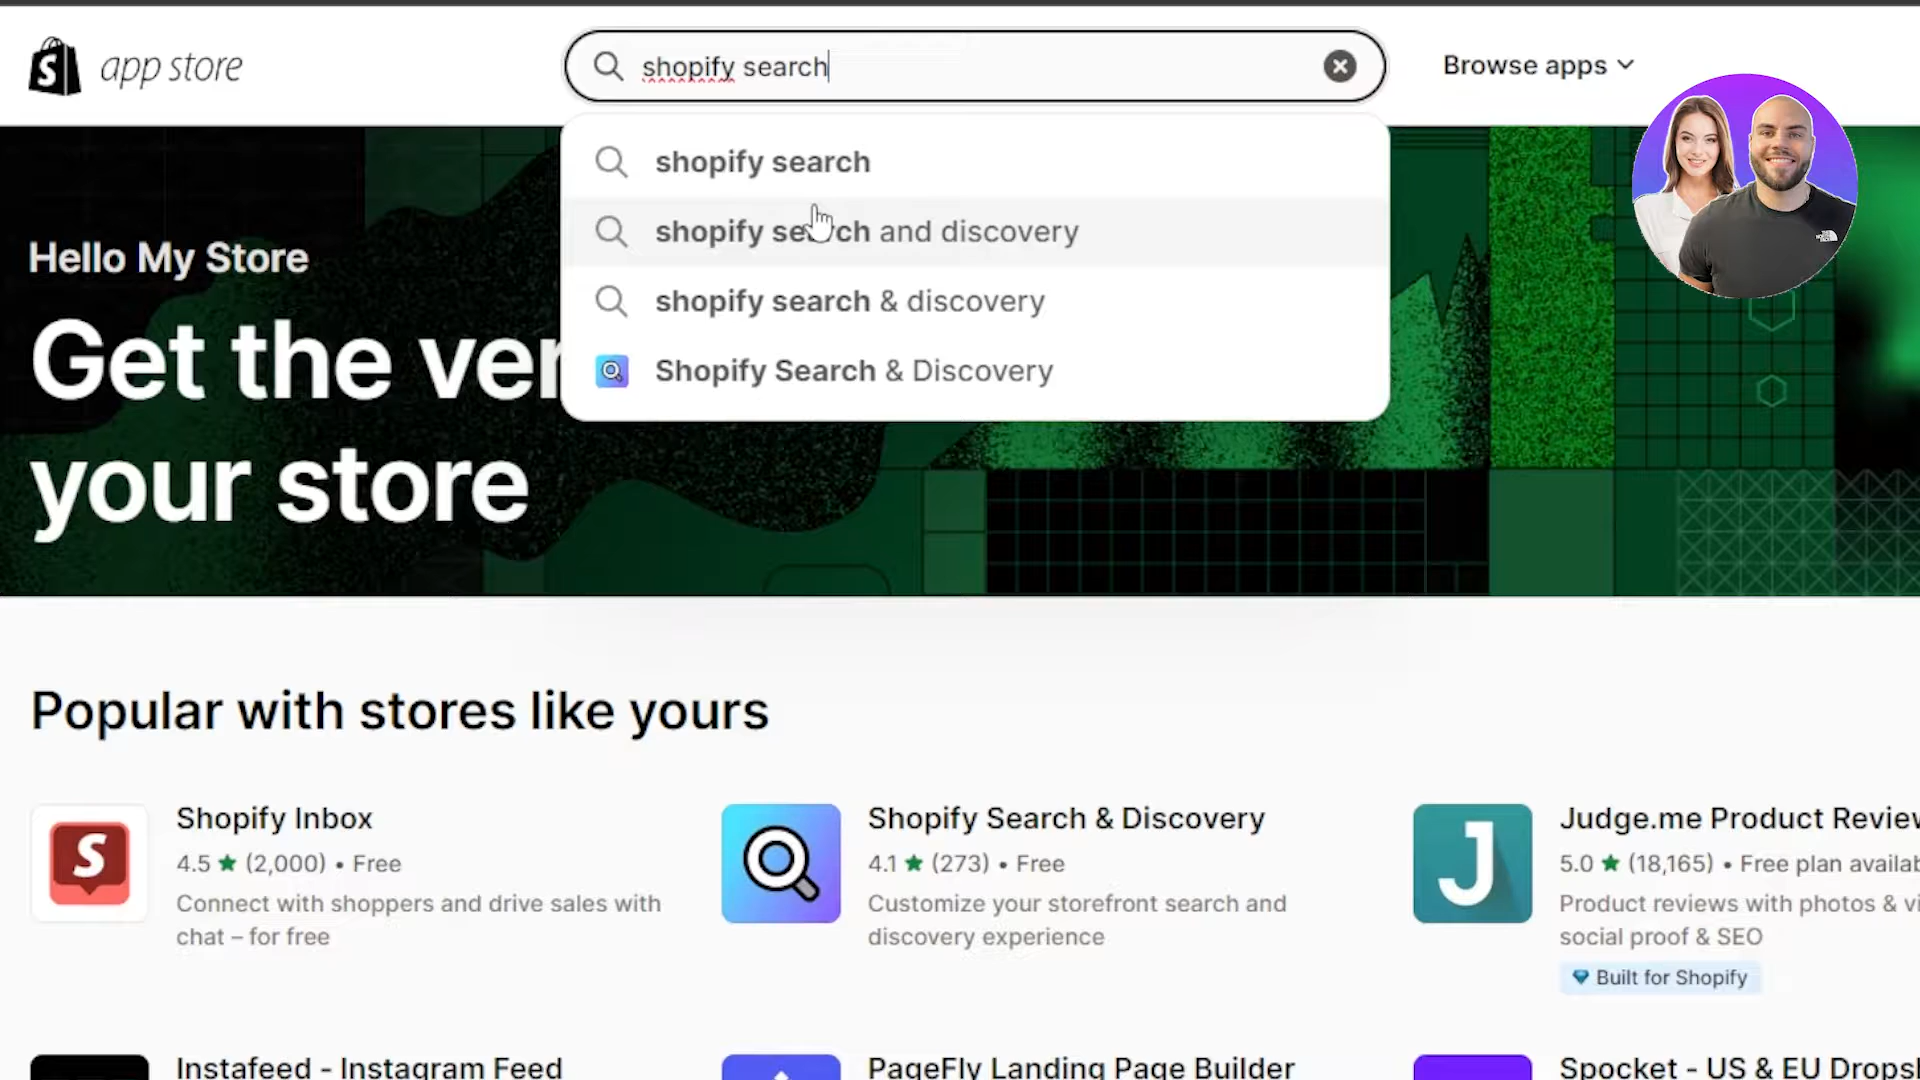 app store
shopify search
Browse apps
shopify search
shopify search and discovery
shopify search & discovery
Shopify Search & Discovery
Hello My Store
Get the ver
your store
Popular with stores like yours
Shopify Inbox
4.5 ★ (2,000) • Free
Connect with shoppers and drive sales with
chat – for free
Shopify Search & Discovery
4.1 ★ (273) • Free
Customize your storefront search and
discovery experience
Judge.me Product Review
5.0 ★ (18,165) • Free plan availab
Product reviews with photos & vi
social proof & SEO
Built for Shopify
Instafeed - Instagram Feed
PageFly Landing Page Builder
Spocket - US & EU Dropsh